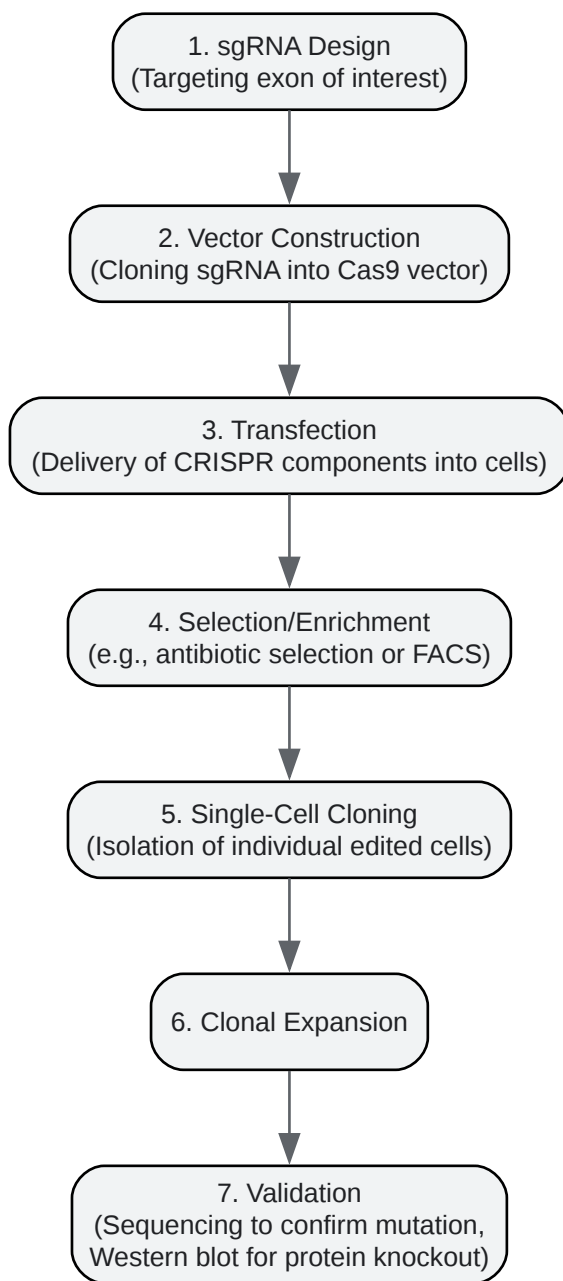 1. sgRNA Design
(Targeting exon of interest)
2. Vector Construction
(Cloning sgRNA into Cas9 vector)
3. Transfection
(Delivery of CRISPR components into cells)
4. Selection/Enrichment
(e.g., antibiotic selection or FACS)
5. Single-Cell Cloning
(Isolation of individual edited cells)
6. Clonal Expansion
7. Validation
(Sequencing to confirm mutation,
Western blot for protein knockout)